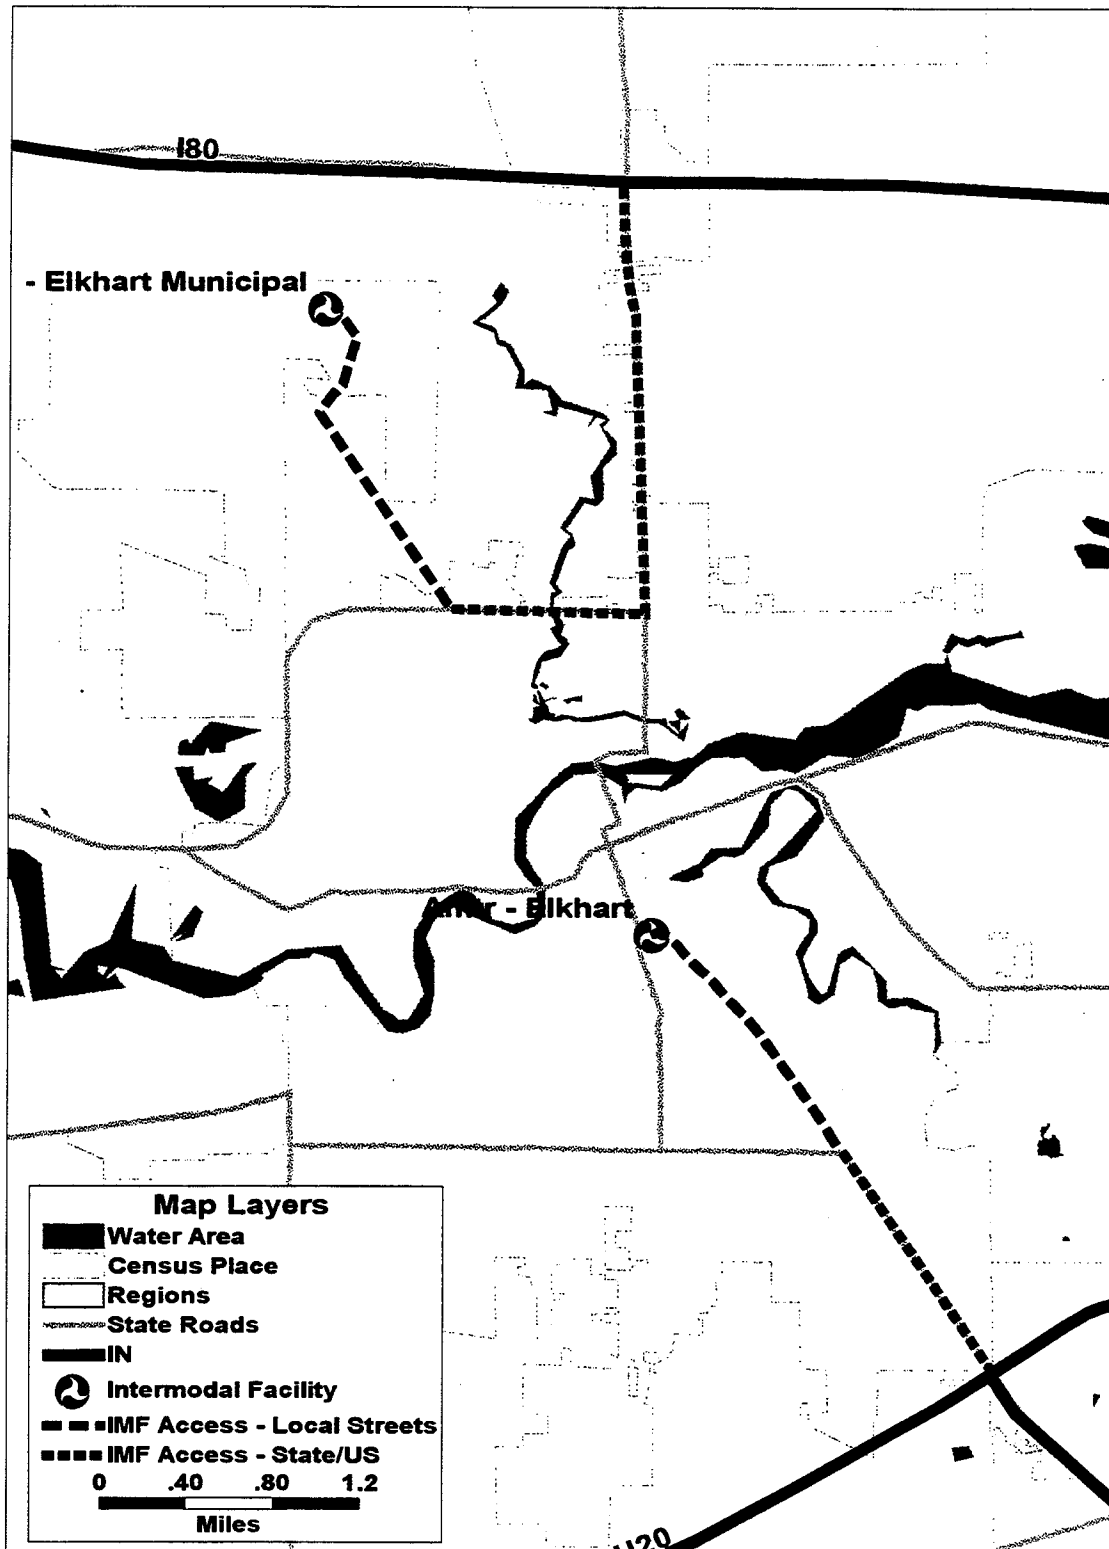 I80
- Elkhart Municipal
- Elkhart
Map Layers
Water Area
Census Place
Regions
State Roads
IN
Intermodal Facility
IMF Access - Local Streets
IMF Access - State/US
0 .40 .80 1.2
Miles
U20